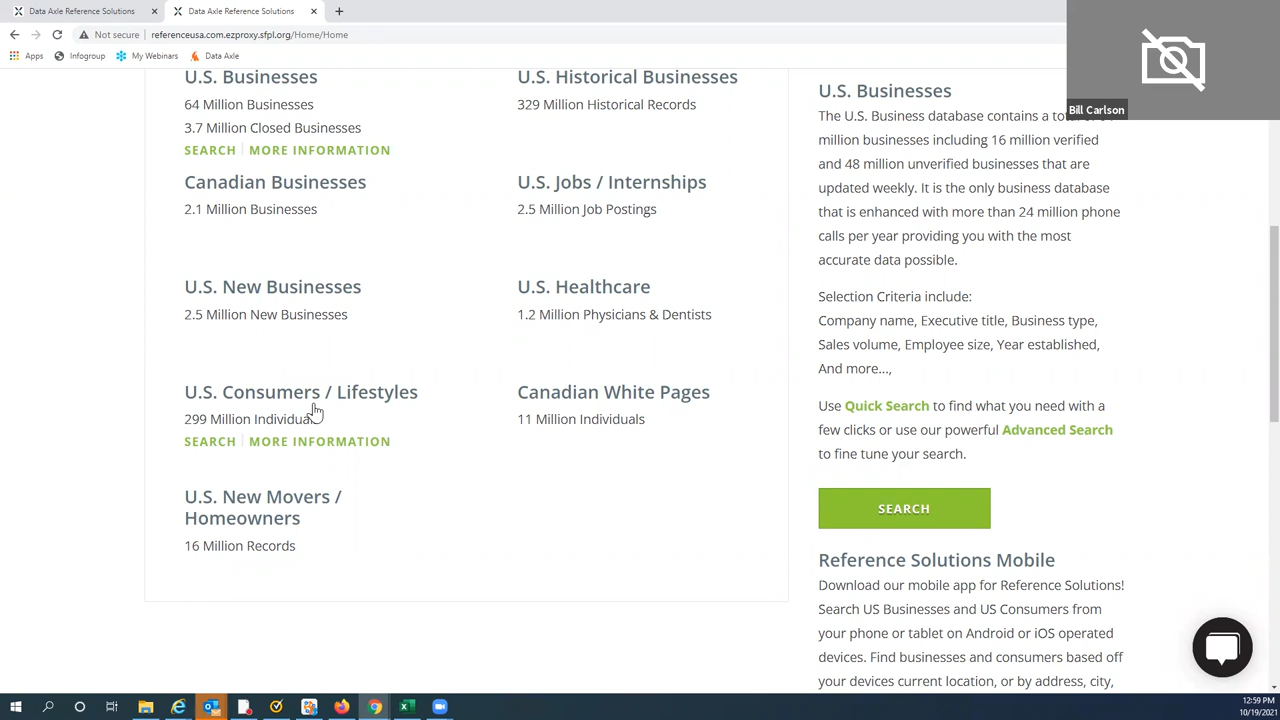 Data Axle Reference Solutions
Data Axle Reference Solutions
Not secure
referenceusa.com.ezproxy.sfpl.org/Home/Home
Apps
Infogroup
My Webinars
Data Axle
Bill Carlson
U.S. Businesses
64 Million Businesses
3.7 Million Closed Businesses
SEARCH | MORE INFORMATION
U.S. Historical Businesses
329 Million Historical Records
Canadian Businesses
2.1 Million Businesses
U.S. Jobs / Internships
2.5 Million Job Postings
U.S. New Businesses
2.5 Million New Businesses
U.S. Healthcare
1.2 Million Physicians & Dentists
U.S. Consumers / Lifestyles
299 Million Individuals
SEARCH | MORE INFORMATION
Canadian White Pages
11 Million Individuals
U.S. New Movers /
Homeowners
16 Million Records
U.S. Businesses
The U.S. Business database contains a total of
million businesses including 16 million verified
and 48 million unverified businesses that are
updated weekly. It is the only business database
that is enhanced with more than 24 million phone
calls per year providing you with the most
accurate data possible.
Selection Criteria include:
Company name, Executive title, Business type,
Sales volume, Employee size, Year established,
And more...,
Use Quick Search to find what you need with a
few clicks or use our powerful Advanced Search
to fine tune your search.
SEARCH
Reference Solutions Mobile
Download our mobile app for Reference Solutions!
Search US Businesses and US Consumers from
your phone or tablet on Android or iOS operated
devices. Find businesses and consumers based off
your devices current location, or by address, city,
12:59 PM
10/19/2021